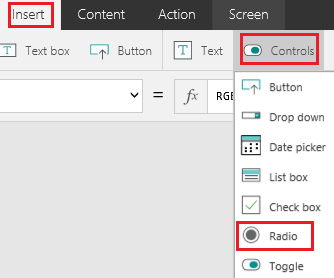 Insert Content Action Screen
Text box Button Text Controls
= fx RGB
Button
Drop down
Date picker
List box
Check box
Radio
Toggle